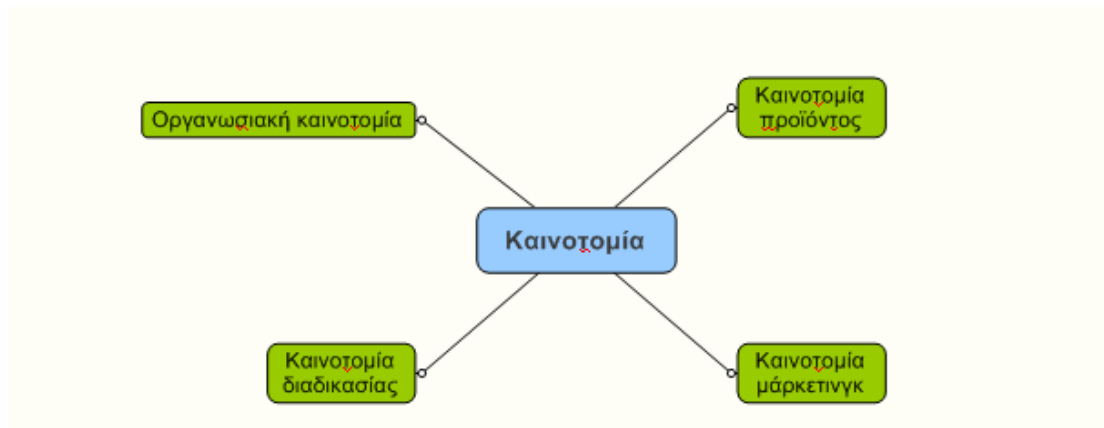 Οργανωσιακή καινοτομία
Καινοτομία
προϊόντος
Καινοτομία
Καινοτομία
διαδικασίας
Καινοτομία
μάρκετινγκ